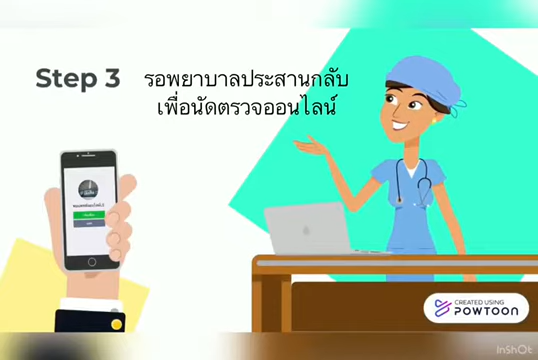 Step 3
รอพยาบาลประสานกลับ
เพื่อนัดตรวจออนไลน์
CREATED USING
POWTOON
InShOt